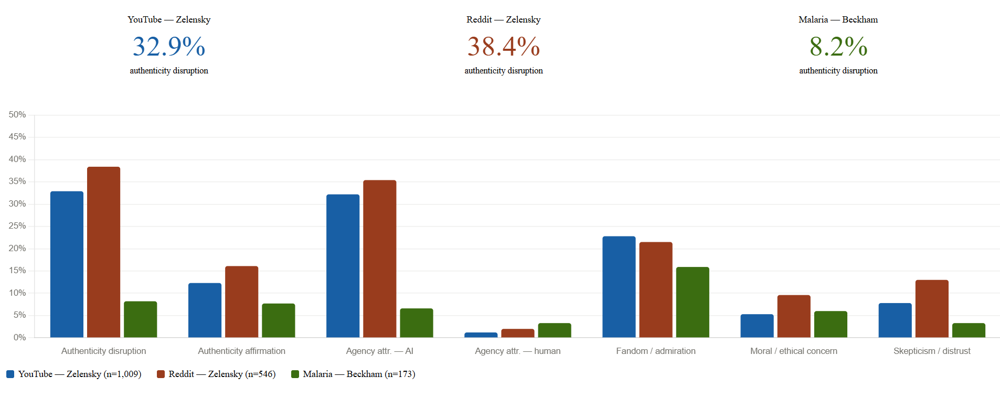 YouTube — Zelensky
32.9%
authenticity disruption
Reddit — Zelensky
38.4%
authenticity disruption
Malaria — Beckham
8.2%
authenticity disruption
50%
45%
40%
35%
30%
25%
20%
15%
10%
5%
0%
Authenticity disruption
Authenticity affirmation
Agency attr. — AI
Agency attr. — human
Fandom / admiration
Moral / ethical concern
Skepticism / distrust
YouTube — Zelensky (n=1,009)
Reddit — Zelensky (n=546)
Malaria — Beckham (n=173)